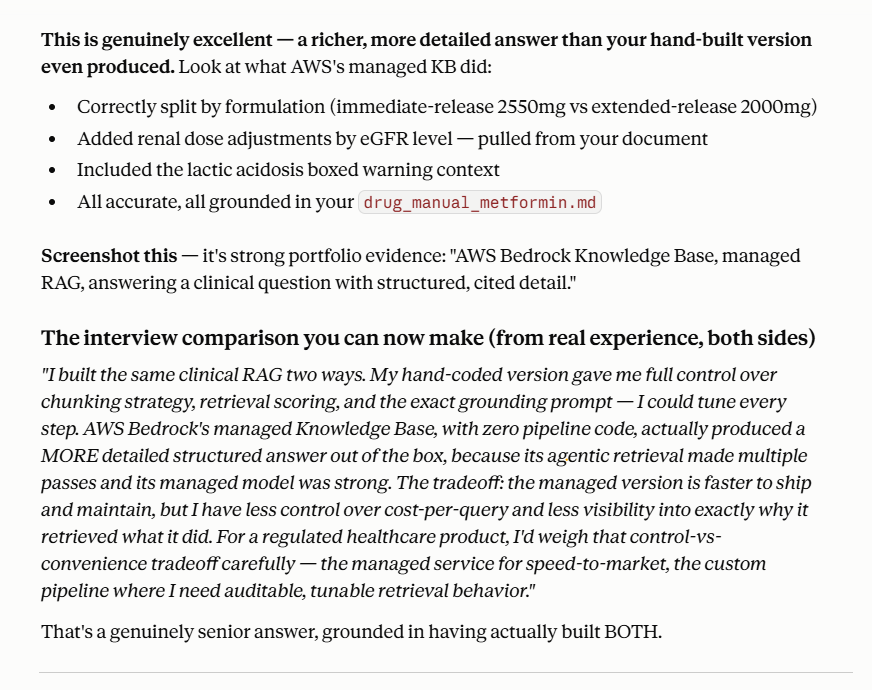 This is genuinely excellent — a richer, more detailed answer than your hand-built version
even produced. Look at what AWS's managed KB did:
• Correctly split by formulation (immediate-release 2550mg vs extended-release 2000mg)
• Added renal dose adjustments by eGFR level — pulled from your document
• Included the lactic acidosis boxed warning context
• All accurate, all grounded in your drug_manual_metformin.md
Screenshot this — it's strong portfolio evidence: "AWS Bedrock Knowledge Base, managed
RAG, answering a clinical question with structured, cited detail."
The interview comparison you can now make (from real experience, both sides)
"I built the same clinical RAG two ways. My hand-coded version gave me full control over
chunking strategy, retrieval scoring, and the exact grounding prompt — I could tune every
step. AWS Bedrock's managed Knowledge Base, with zero pipeline code, actually produced a
MORE detailed structured answer out of the box, because its agentic retrieval made multiple
passes and its managed model was strong. The tradeoff: the managed version is faster to ship
and maintain, but I have less control over cost-per-query and less visibility into exactly why it
retrieved what it did. For a regulated healthcare product, I'd weigh that control-vs-
convenience tradeoff carefully — the managed service for speed-to-market, the custom
pipeline where I need auditable, tunable retrieval behavior."
That's a genuinely senior answer, grounded in having actually built BOTH.